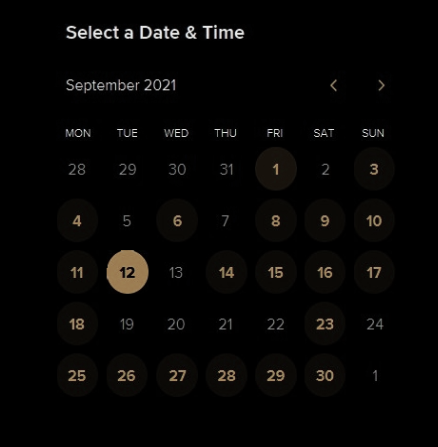 Select a Date & Time
September 2021
MON TUE WED THU FRI SAT SUN
28 29 30 31 1 2 3
4 5 6 7 8 9 10
11 12 13 14 15 16 17
18 19 20 21 22 23 24
25 26 27 28 29 30 1